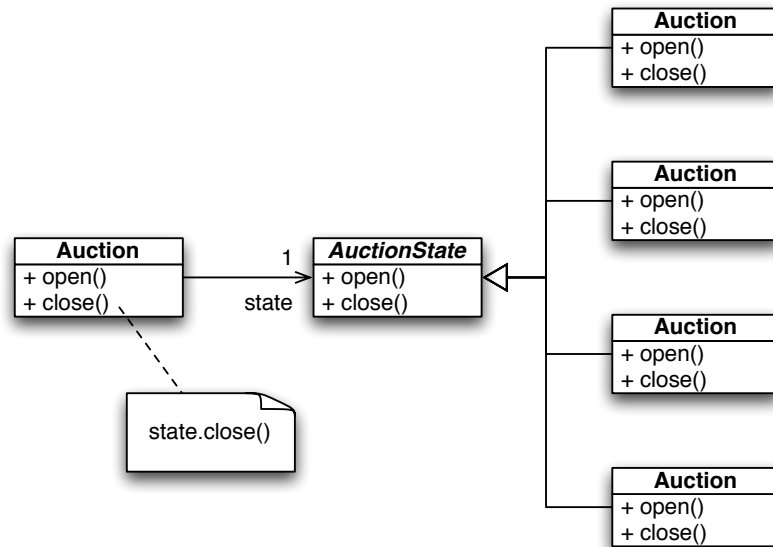 Auction
+ open()
+ close()
Auction
+ open()
+ close()
Auction
+ open()
+ close()
1
state
AuctionState
+ open()
+ close()
state.close()
Auction
+ open()
+ close()
Auction
+ open()
+ close()